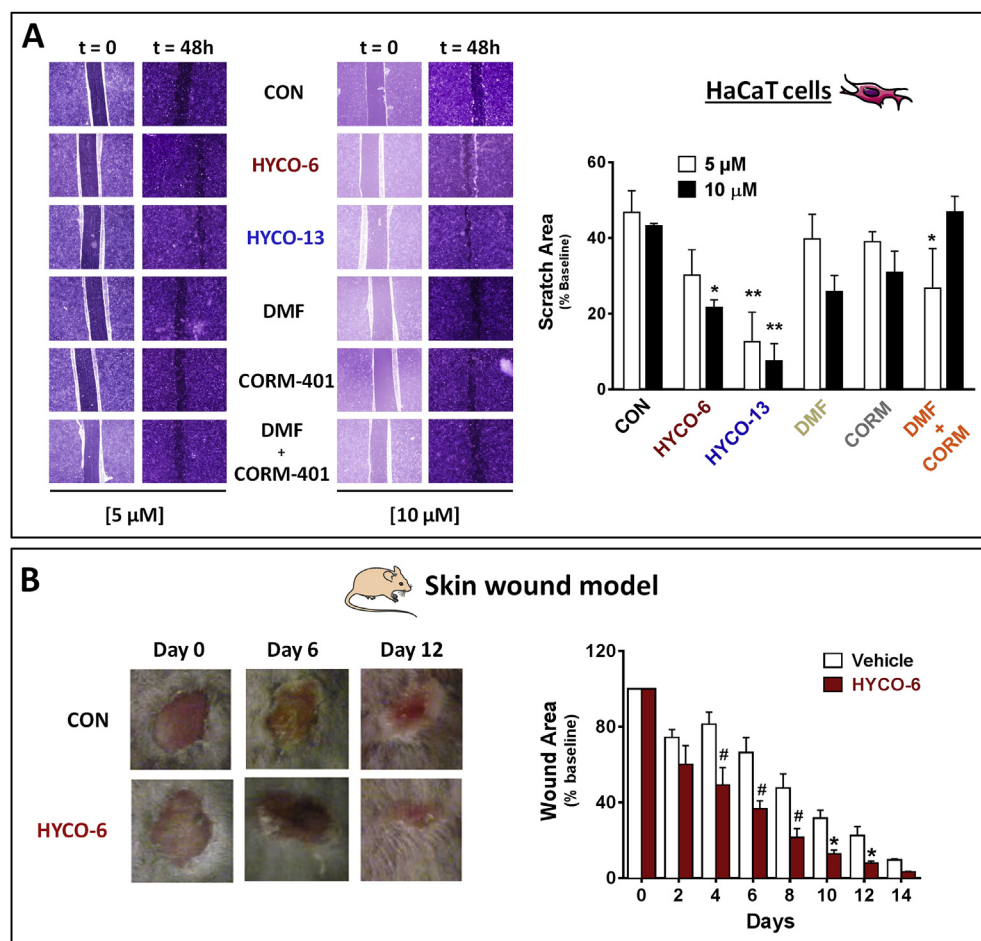 A
t = 0
t = 48h
t = 0
t = 48h
CON
HYCO-6
HYCO-13
DMF
CORM-401
DMF
+
CORM-401
[5 µM]
[10 µM]
HaCaT cells
Scratch Area
(% Baseline)
60
40
20
0
5 µM
10 µM
*
**
**
*
CON
HYCO-6
HYCO-13
DMF
CORM
DMF
+
CORM
B
Skin wound model
Day 0
Day 6
Day 12
CON
HYCO-6
Wound Area
(% baseline)
120
80
40
0
Vehicle
HYCO-6
#
#
#
*
*
0 2 4 6 8 10 12 14
Days